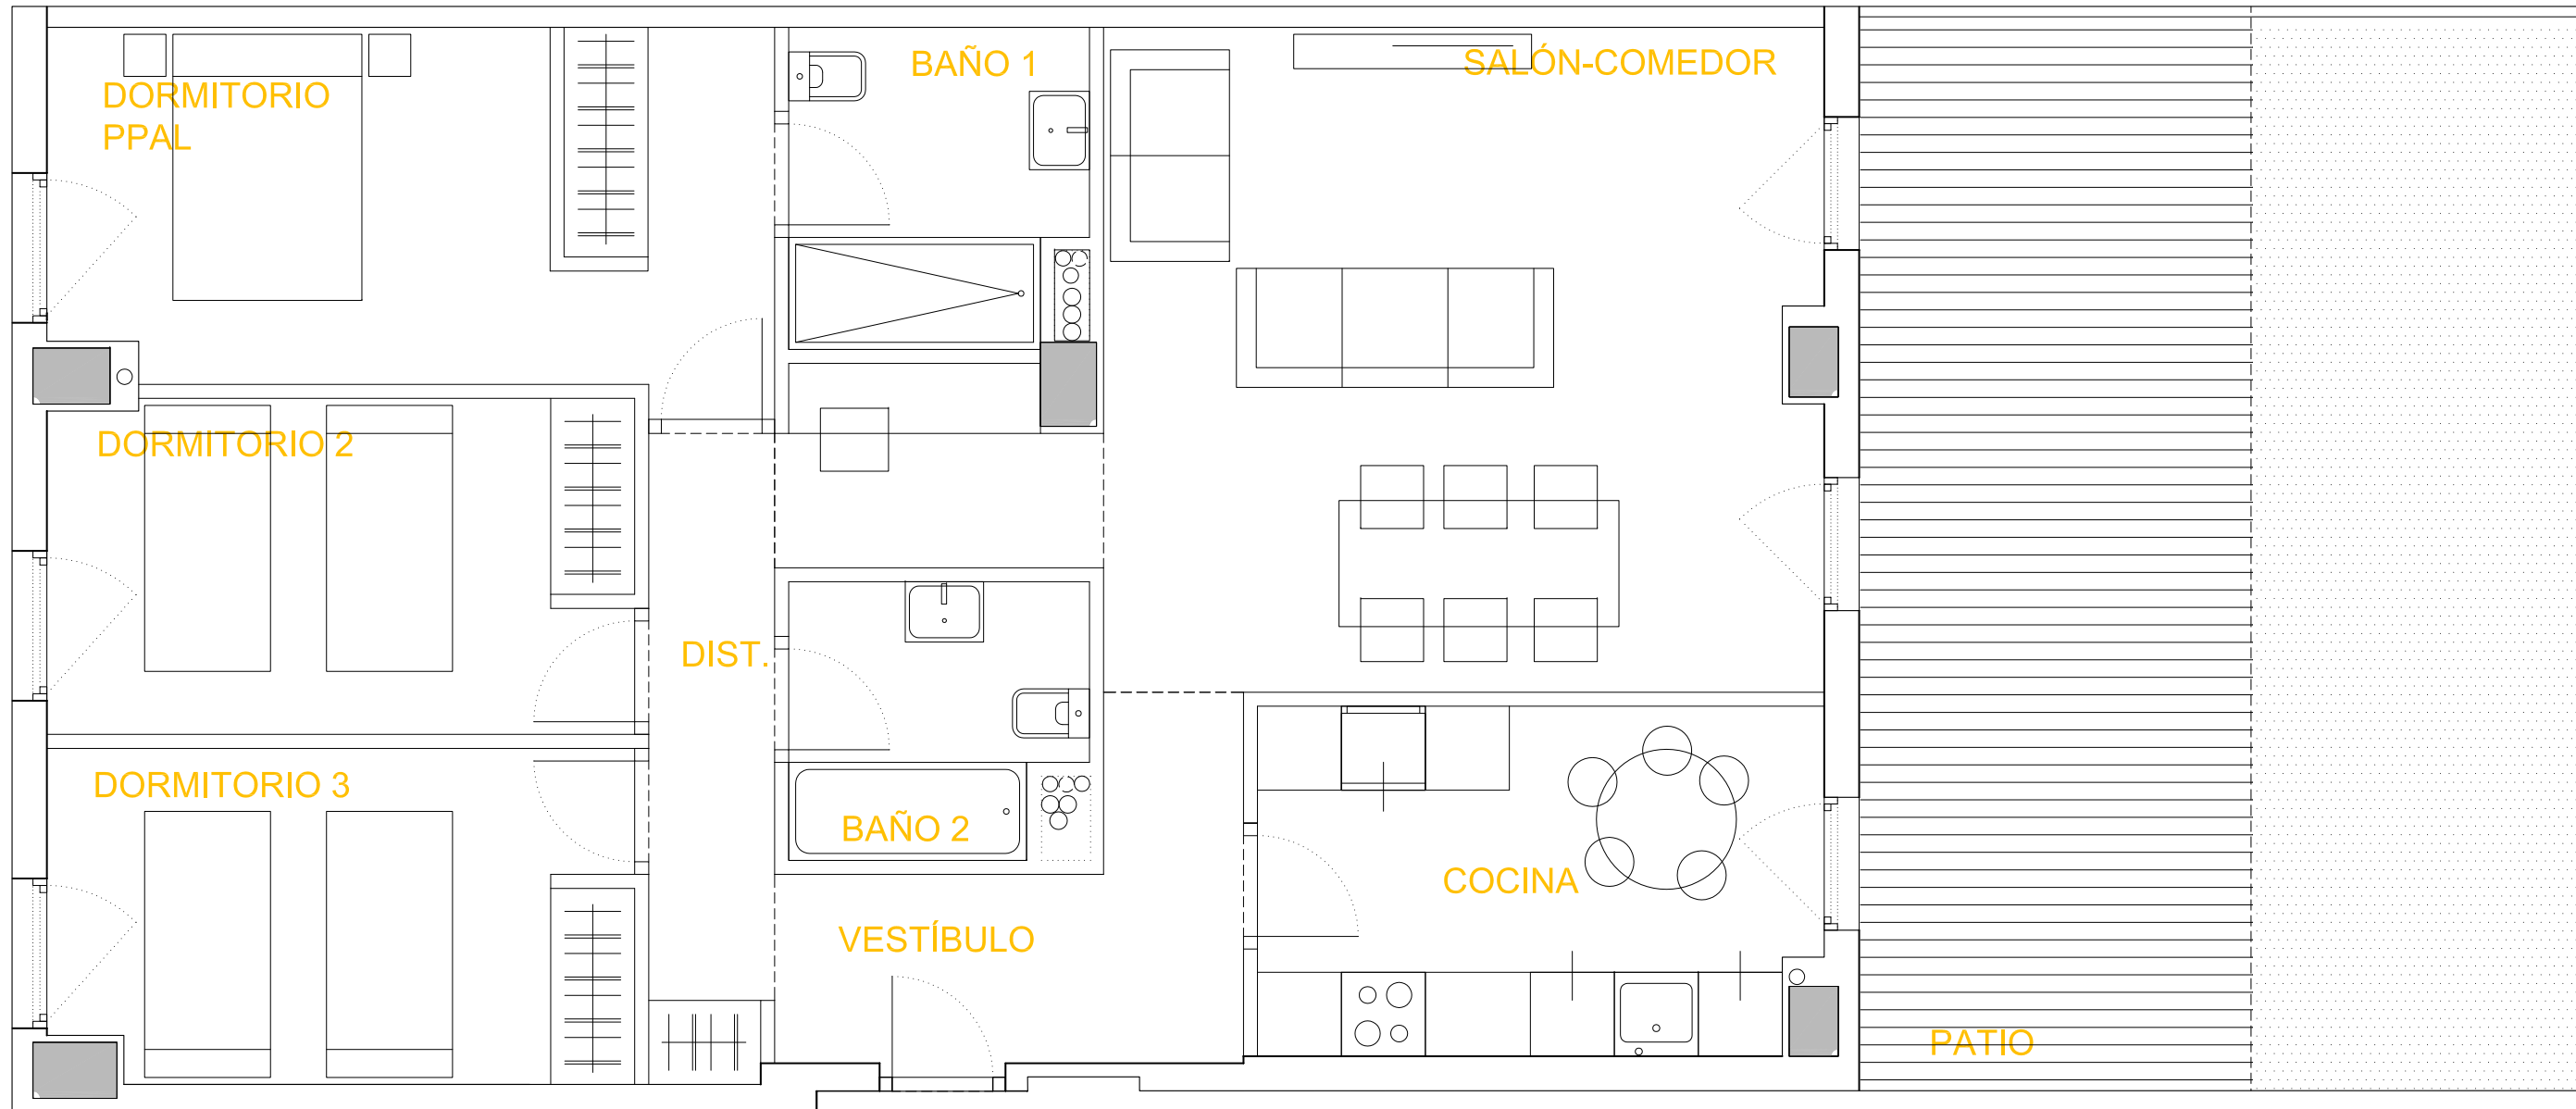 BAÑO 1
SALÓN-COMEDOR
DORMITORIO
PPAL
DORMITORIO 2
DIST.
DORMITORIO 3
BAÑO 2
COCINA
VESTÍBULO
PATIO